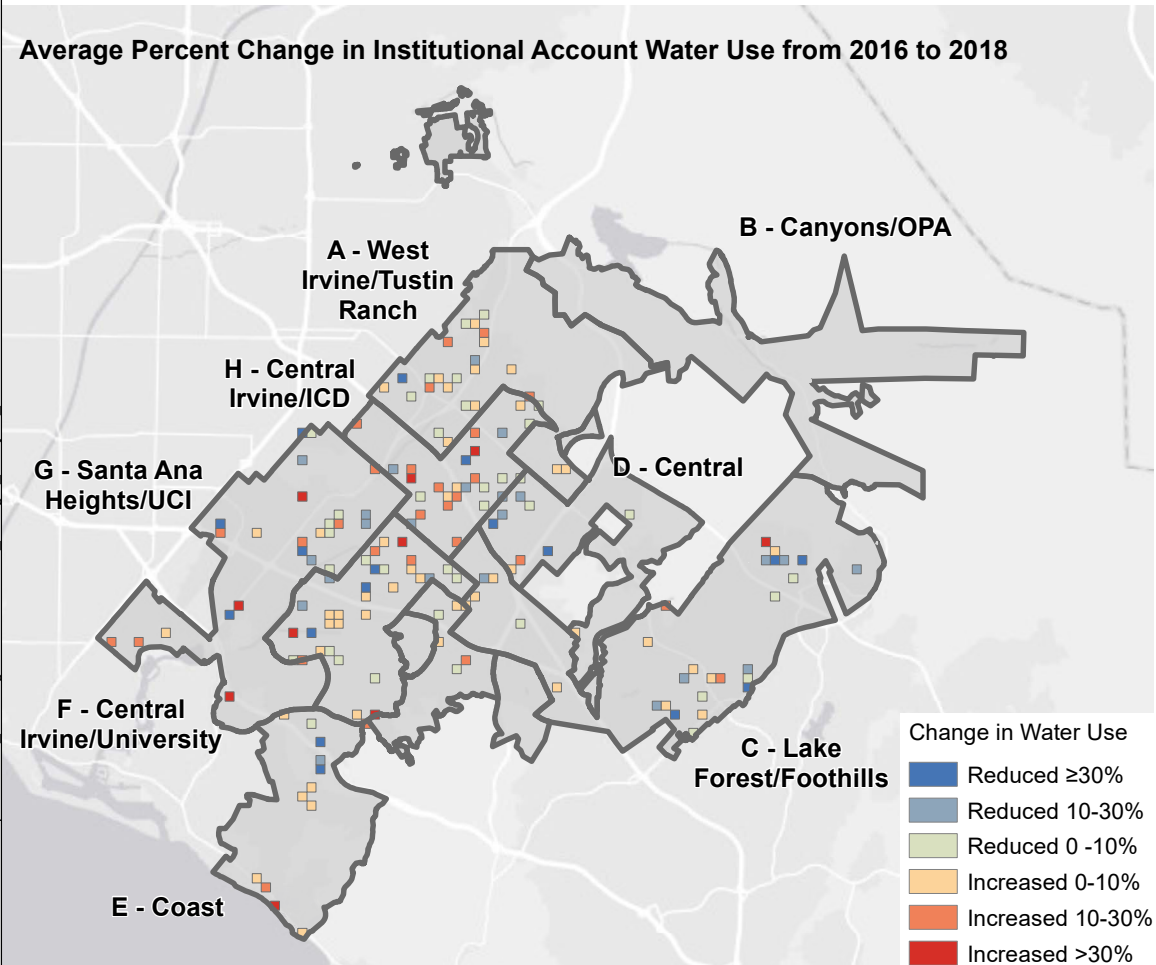 Average Percent Change in Institutional Account Water Use from 2016 to 2018
B - Canyons/OPA
A - West
Irvine/Tustin
Ranch
H - Central
Irvine/ICD
G - Santa Ana
Heights/UCI
D - Central
F - Central
Irvine/University
C - Lake
Forest/Foothills
E - Coast
Change in Water Use
Reduced ≥30%
Reduced 10-30%
Reduced 0 -10%
Increased 0-10%
Increased 10-30%
Increased >30%